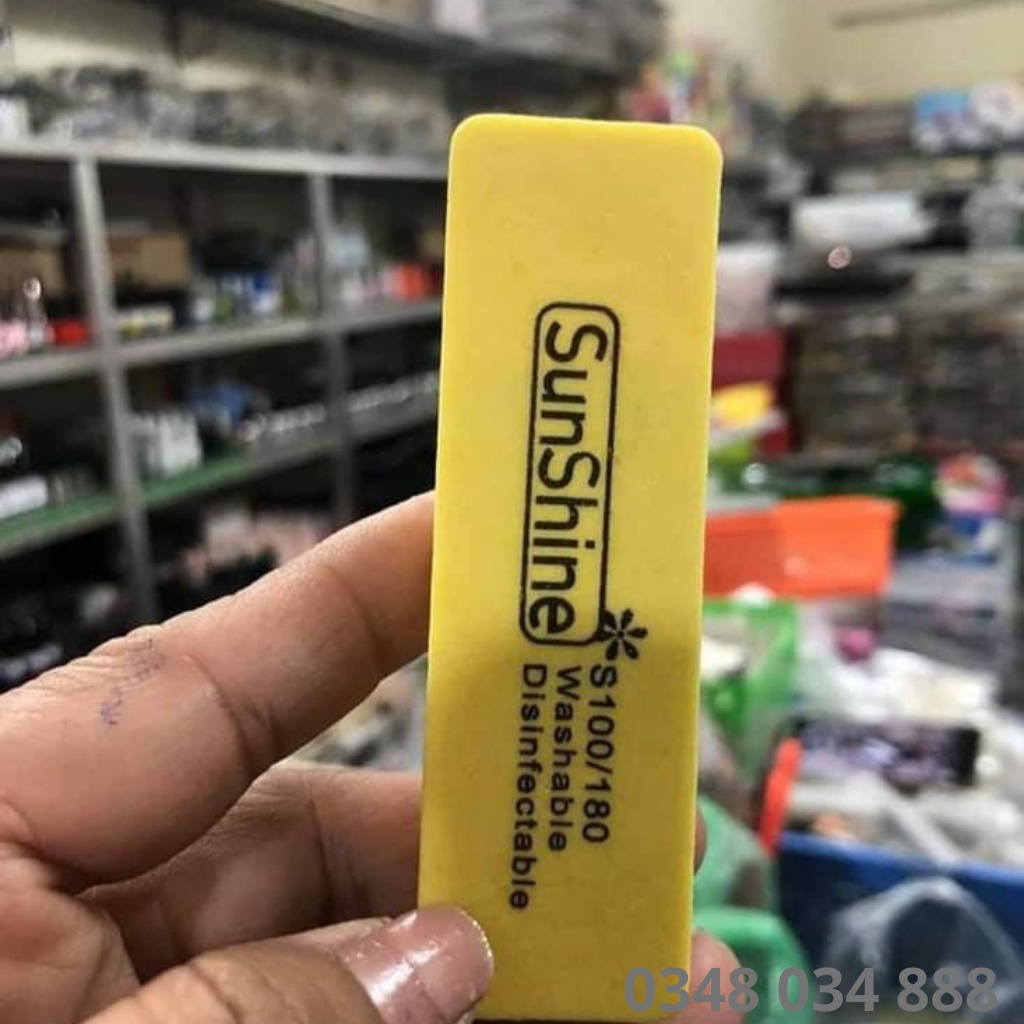 SunShine
S100/180
Washable
Disinfectable
0348 034 888